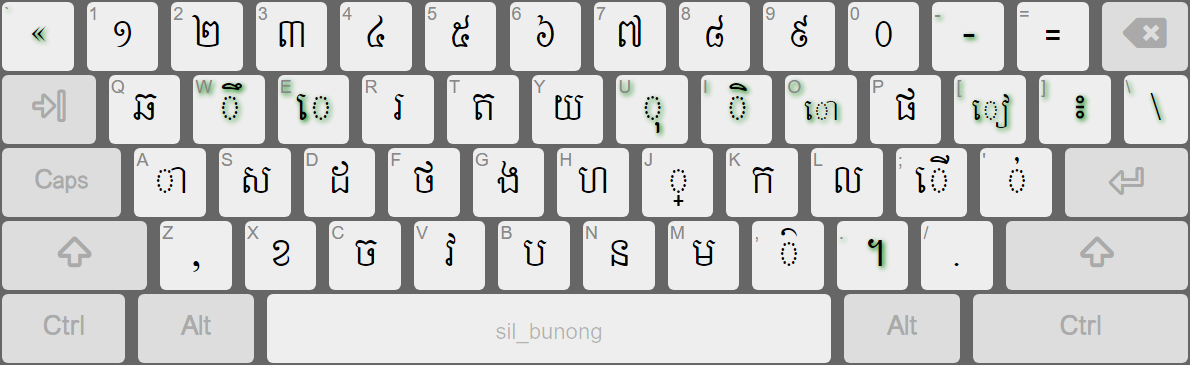 ` « 1 ១ 2 ២ 3 ៣ 4 ៤ 5 ៥ 6 ៦ 7 ៧ 8 ៨ 9 ៩ 0 ០ - - = =
Q ឆ W ◌ឹ E ◌េ R រ T ត Y យ U ◌ុ I ◌ិ O ◌ោ P ផ [ ◌ៀ ] ៖ \ \
Caps A ◌ា S ស D ដ F ថ G ង H ហ J ◌្ K ក L ល ; ◌ើ ' ◌់
Z , X ខ C ច V វ B ប N ន M ម , ◌៎ . ។ / .
Ctrl Alt sil_bunong Alt Ctrl